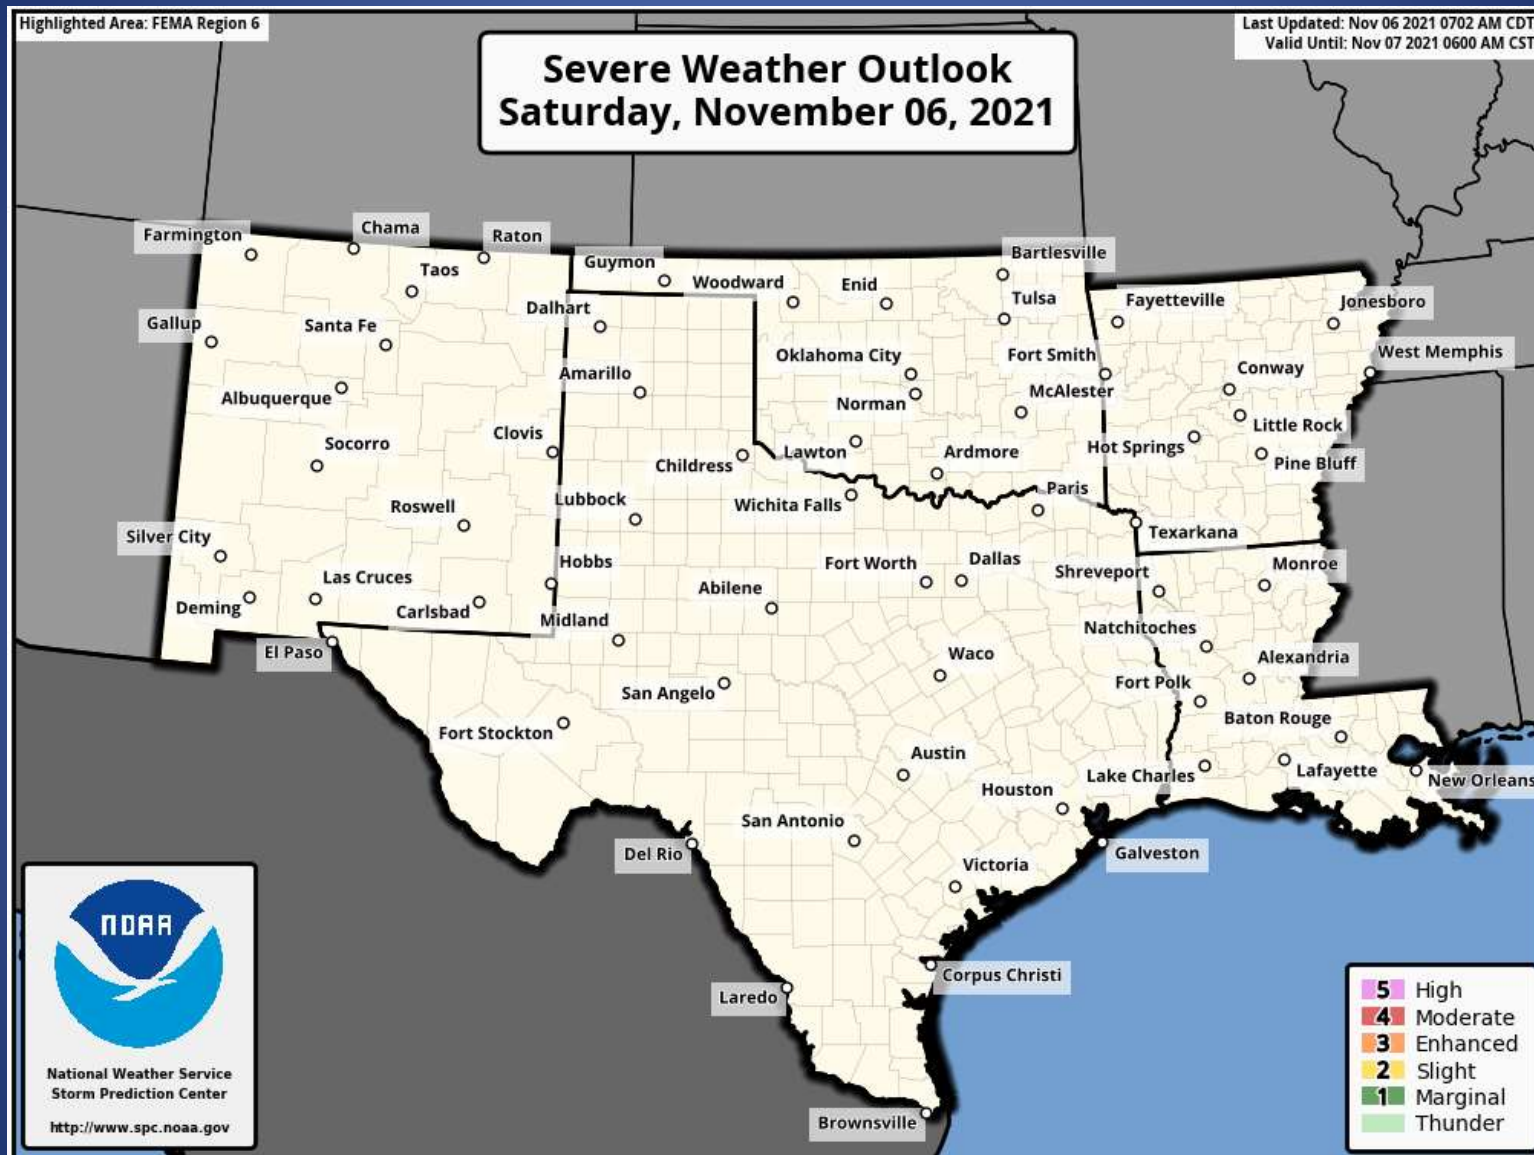 Highlighted Area: FEMA Region 6
Last Updated: Nov 06 2021 0702 AM CDT
Valid Until: Nov 07 2021 0600 AM CST
Severe Weather Outlook
Saturday, November 06, 2021
Farmington
Chama
Raton
Taos
Guymon
Woodward
Enid
Bartlesville
Tulsa
Fayetteville
Jonesboro
Gallup
Santa Fe
Dalhart
Oklahoma City
Fort Smith
West Memphis
Albuquerque
Amarillo
Norman
McAlester
Conway
Little Rock
Socorro
Clovis
Childress
Lawton
Ardmore
Hot Springs
Pine Bluff
Roswell
Lubbock
Wichita Falls
Paris
Texarkana
Silver City
Las Cruces
Hobbs
Abilene
Fort Worth
Dallas
Shreveport
Monroe
Deming
Carlsbad
Midland
Natchitoches
El Paso
San Angelo
Waco
Alexandria
Fort Polk
Fort Stockton
Baton Rouge
Austin
Houston
Lake Charles
Lafayette
New Orleans
San Antonio
Del Rio
Victoria
Galveston
Corpus Christi
Laredo
Brownsville
NOAA
National Weather Service
Storm Prediction Center
http://www.spc.noaa.gov
5 High
4 Moderate
3 Enhanced
2 Slight
1 Marginal
Thunder